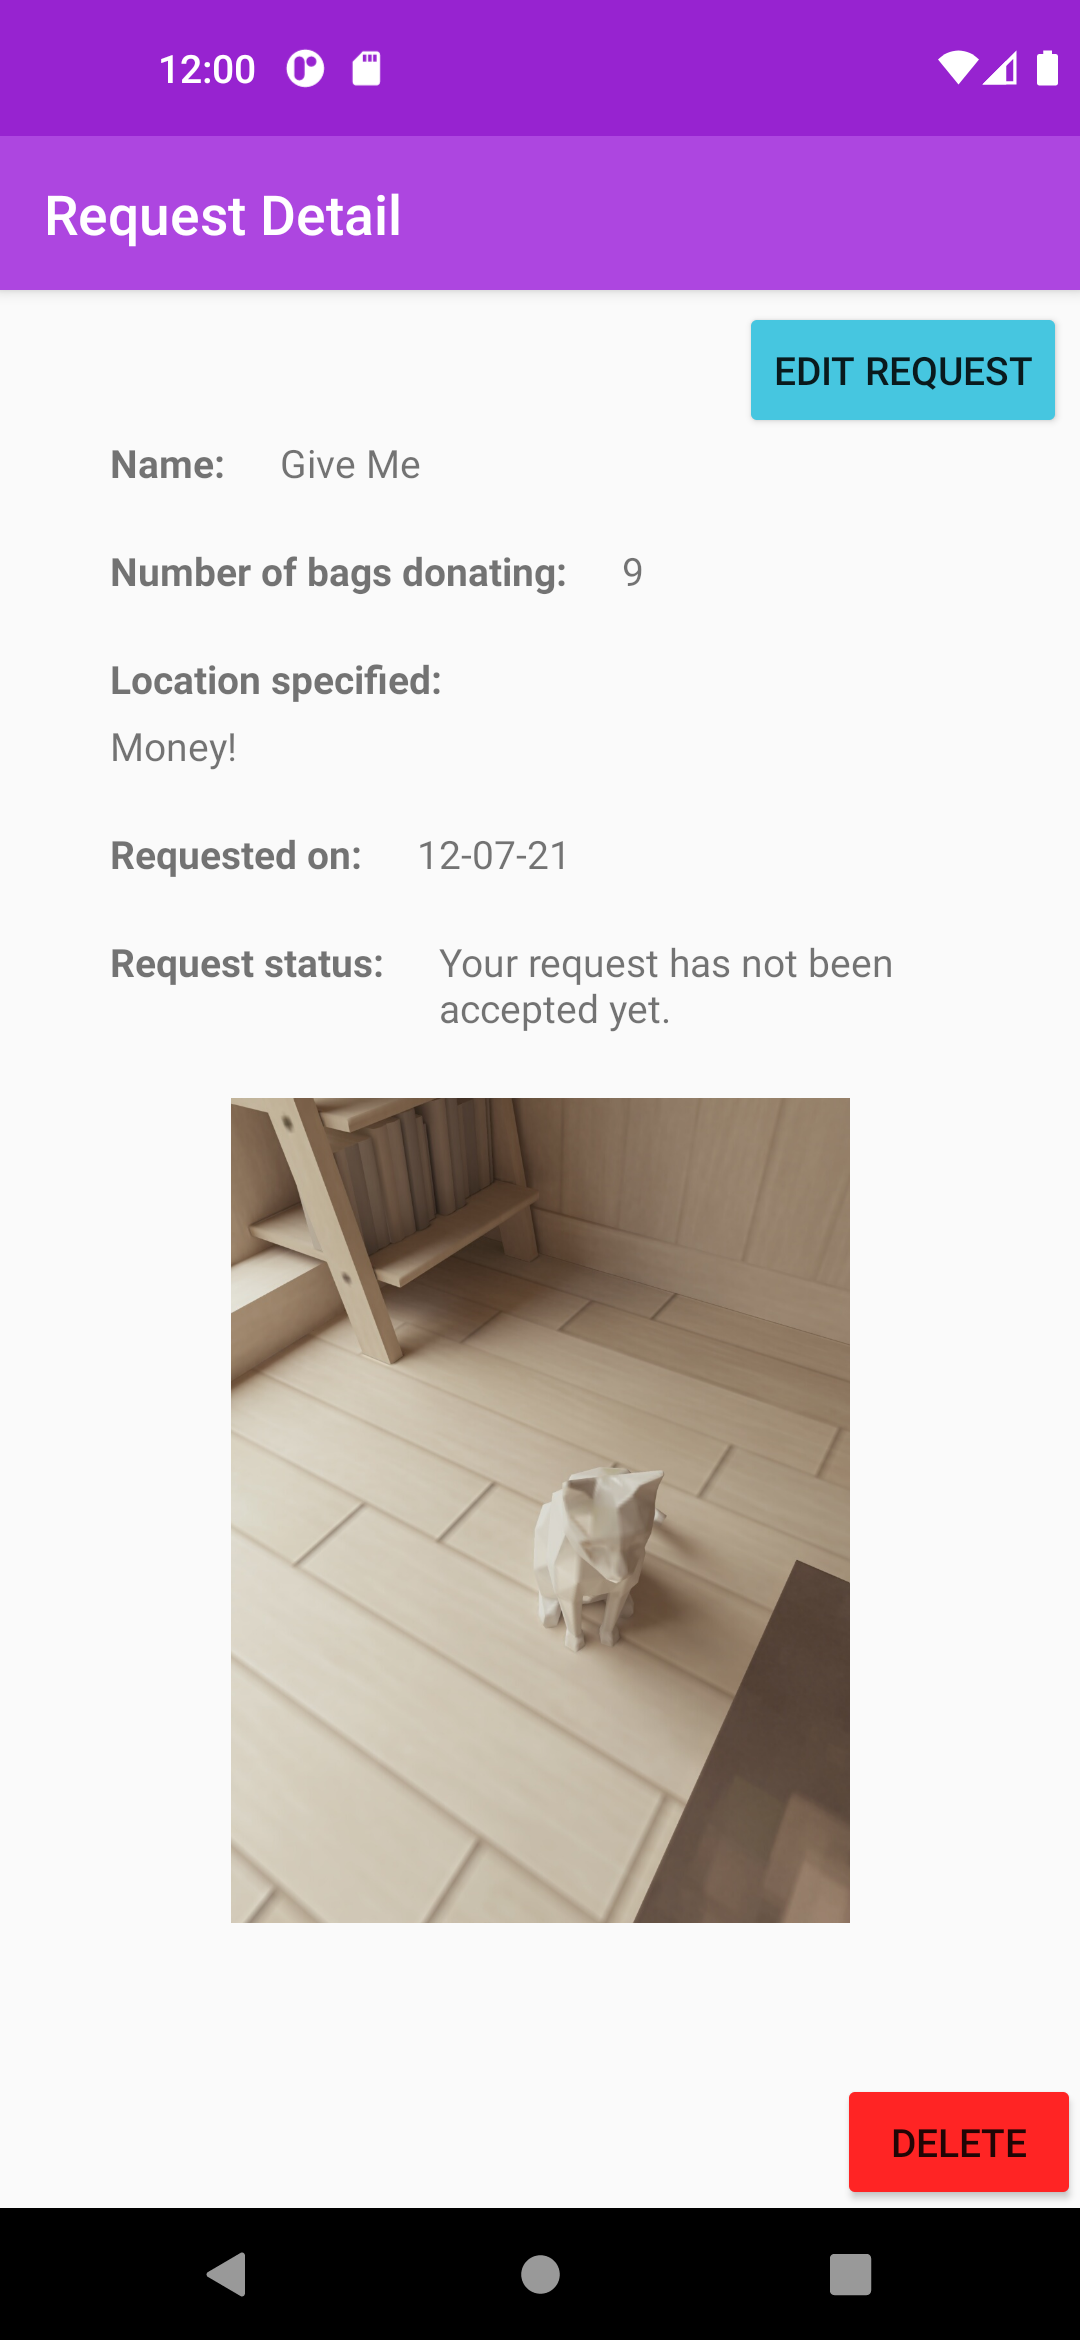 12:00
Request Detail
EDIT REQUEST
Name: Give Me
Number of bags donating: 9
Location specified:
Money!
Requested on: 12-07-21
Request status: Your request has not been
accepted yet.
DELETE